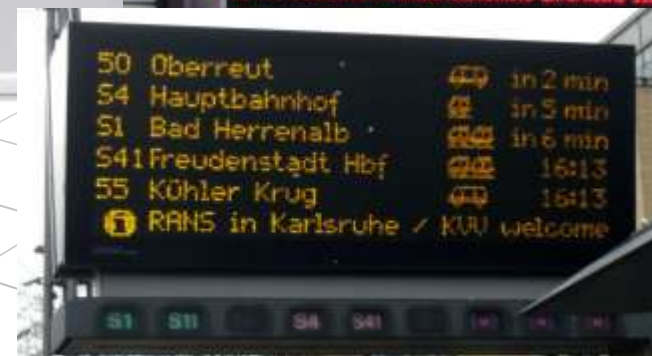 50 Oberreut in 2 min
S4 Hauptbahnhof in 5 min
S1 Bad Herrenalb in 6 min
S41 Freudenstadt Hbf 16:13
55 Kühler Krug 16:13
RANS in Karlsruhe / KVV welcome
S1 S11 S4 S41